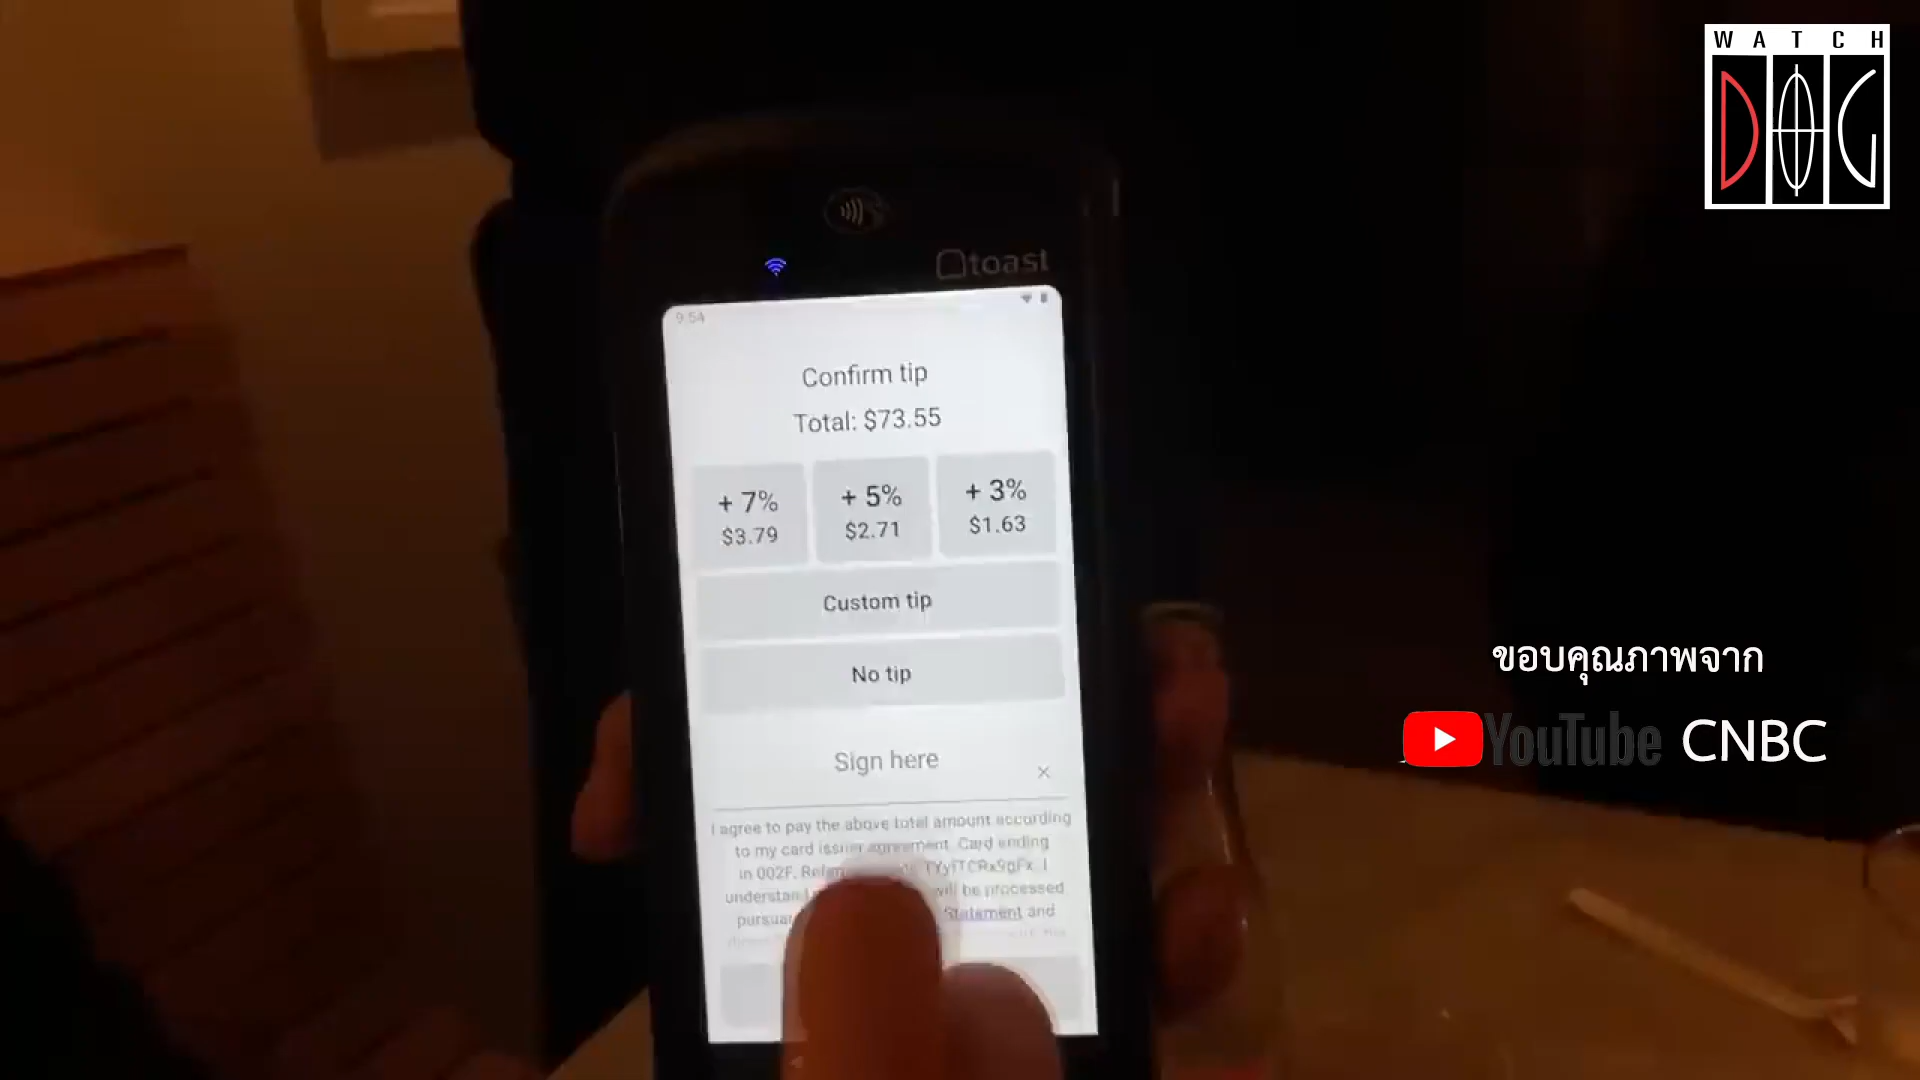 WATCH
DOG
toast
9:54
Confirm tip
Total: $73.55
+ 7%
$3.79
+ 5%
$2.71
+ 3%
$1.63
Custom tip
No tip
Sign here
I agree to pay the above total amount according
to my card issuer agreement. Card ending
in 002F.
will be processed
Statement and
ขอบคุณภาพจาก
YouTube CNBC